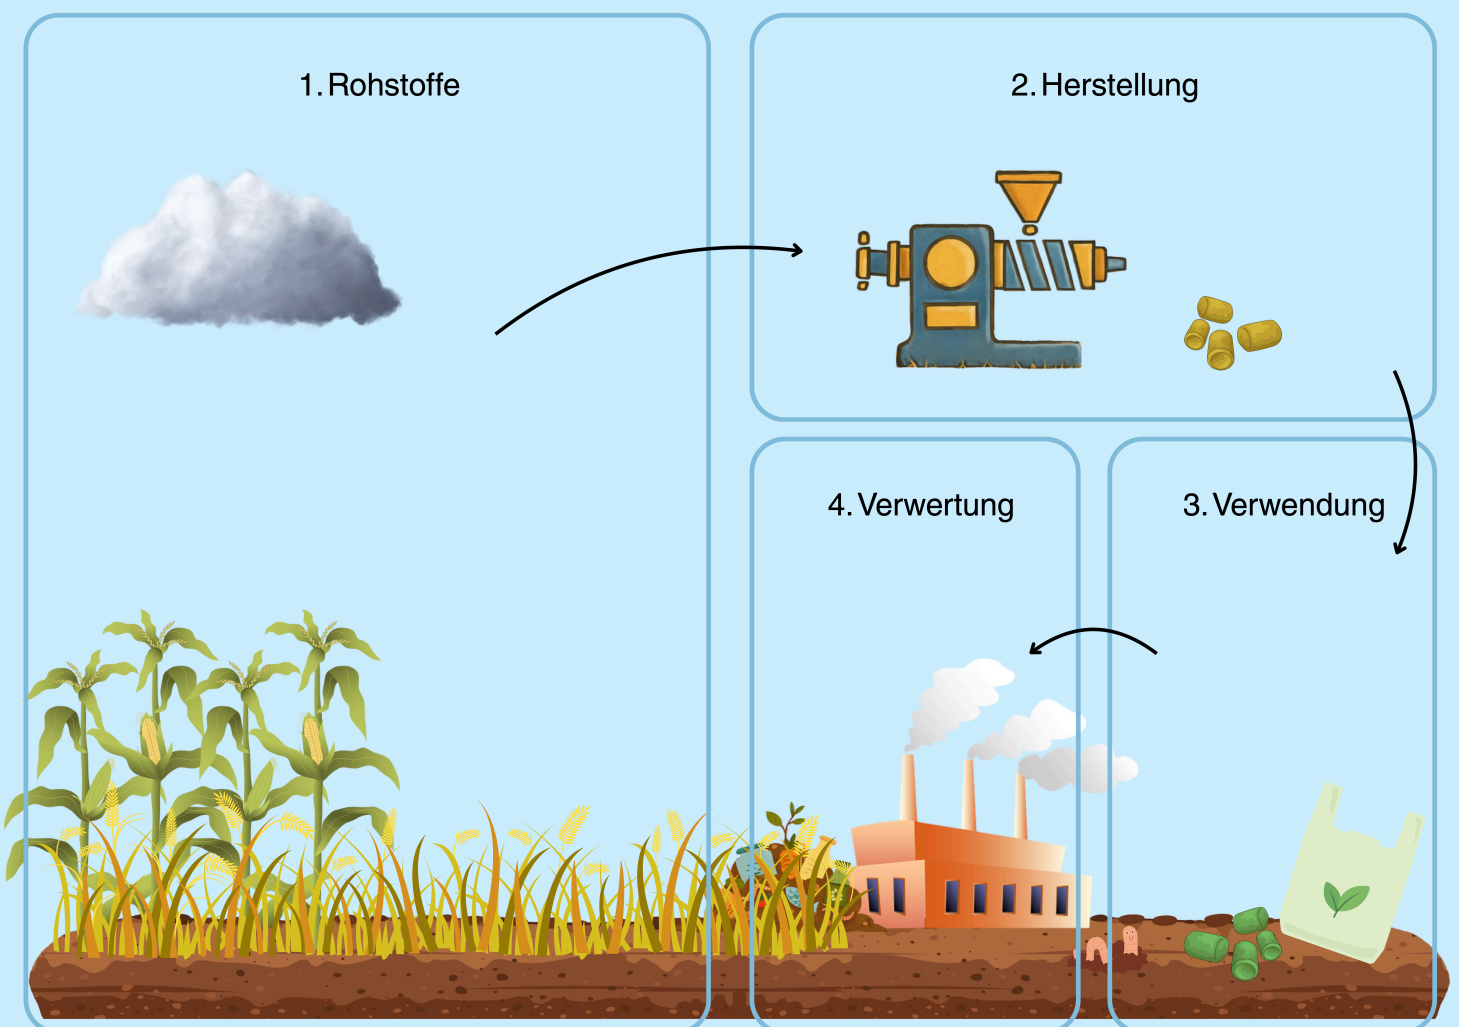 1. Rohstoffe
2. Herstellung
4. Verwertung
3. Verwendung